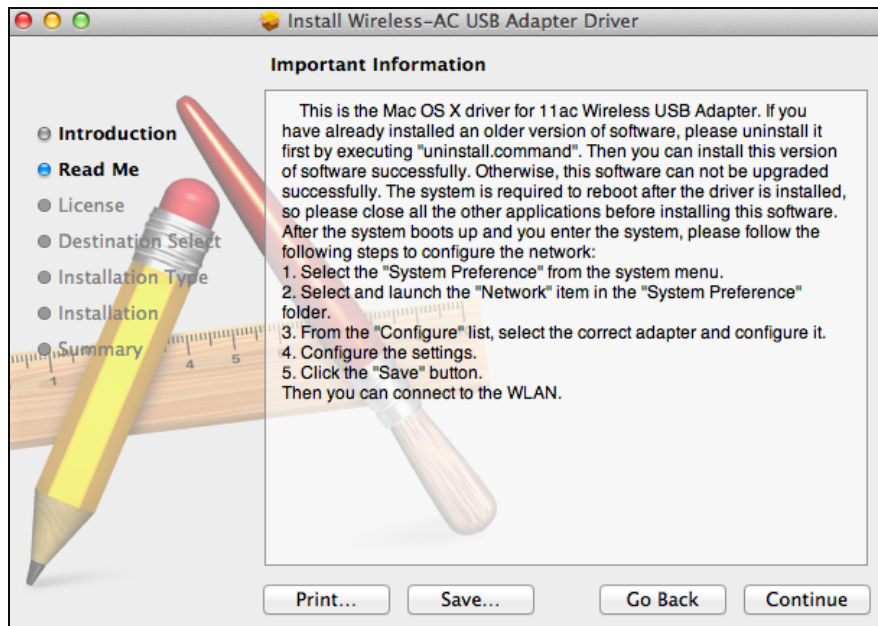 Install Wireless-AC USB Adapter Driver
Important Information
Introduction
Read Me
License
Destination Select
Installation Type
Installation
Summary
This is the Mac OS X driver for 11ac Wireless USB Adapter. If you
have already installed an older version of software, please uninstall it
first by executing "uninstall.command". Then you can install this version
of software successfully. Otherwise, this software can not be upgraded
successfully. The system is required to reboot after the driver is installed,
so please close all the other applications before installing this software.
After the system boots up and you enter the system, please follow the
following steps to configure the network:
1. Select the "System Preference" from the system menu.
2. Select and launch the "Network" item in the "System Preference"
folder.
3. From the "Configure" list, select the correct adapter and configure it.
4. Configure the settings.
5. Click the "Save" button.
Then you can connect to the WLAN.
1
4
5
Print...
Save...
Go Back
Continue